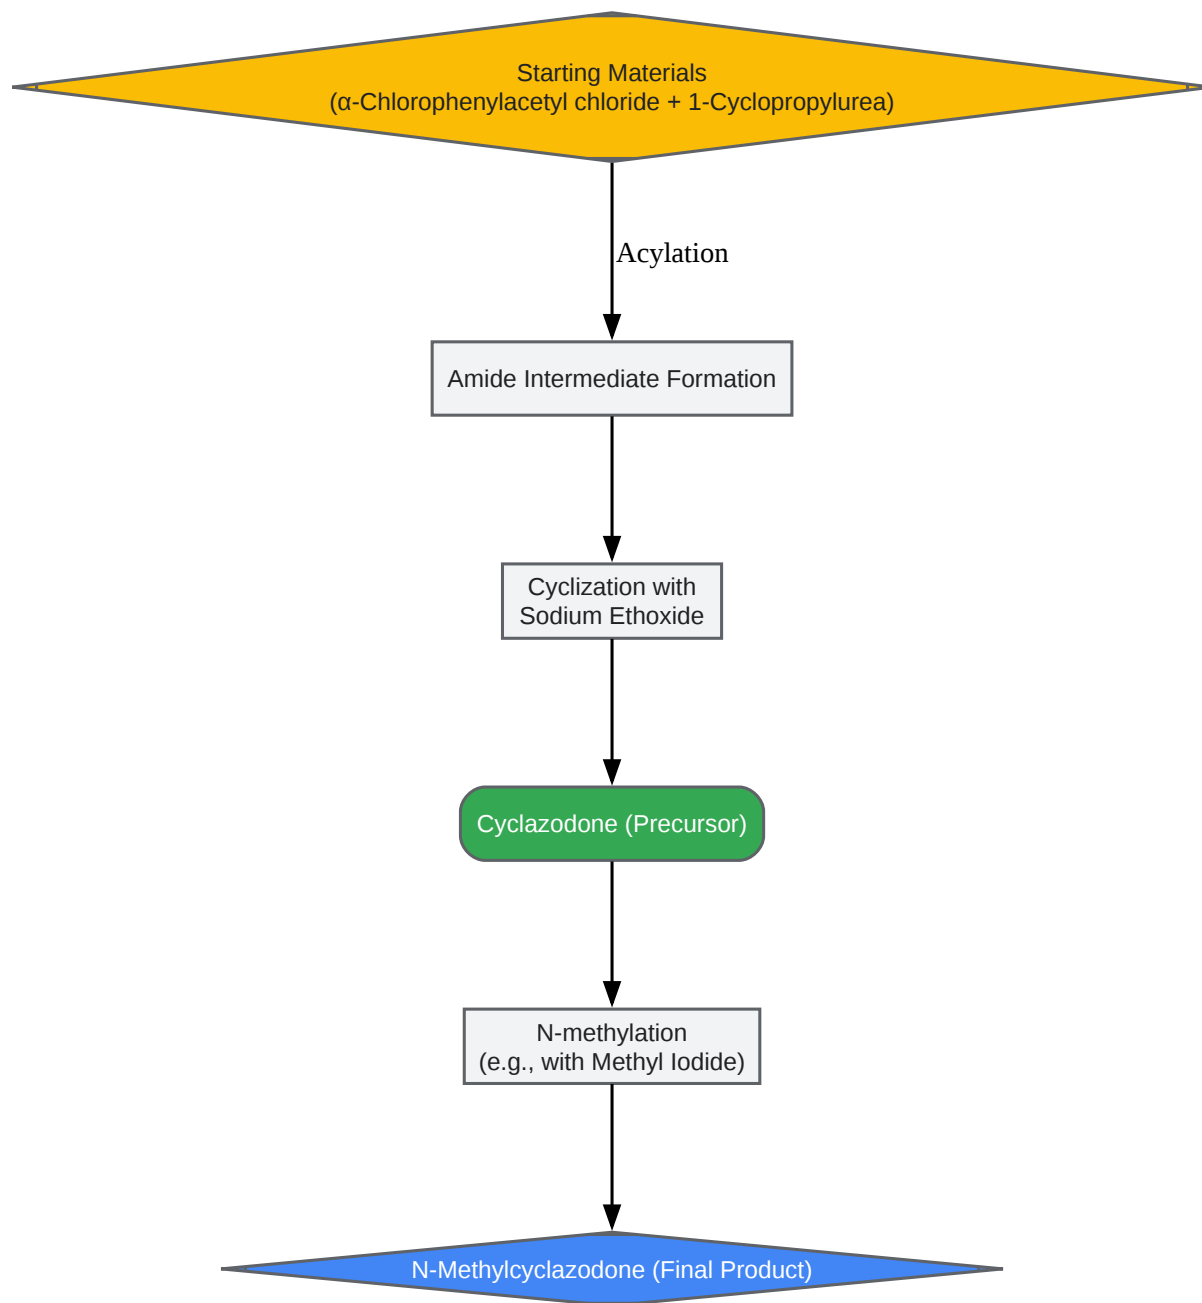 Starting Materials
(α-Chlorophenylacetyl chloride + 1-Cyclopropylurea)
Acylation
Amide Intermediate Formation
Cyclization with
Sodium Ethoxide
Cyclazodone (Precursor)
N-methylation
(e.g., with Methyl Iodide)
N-Methylcyclazodone (Final Product)